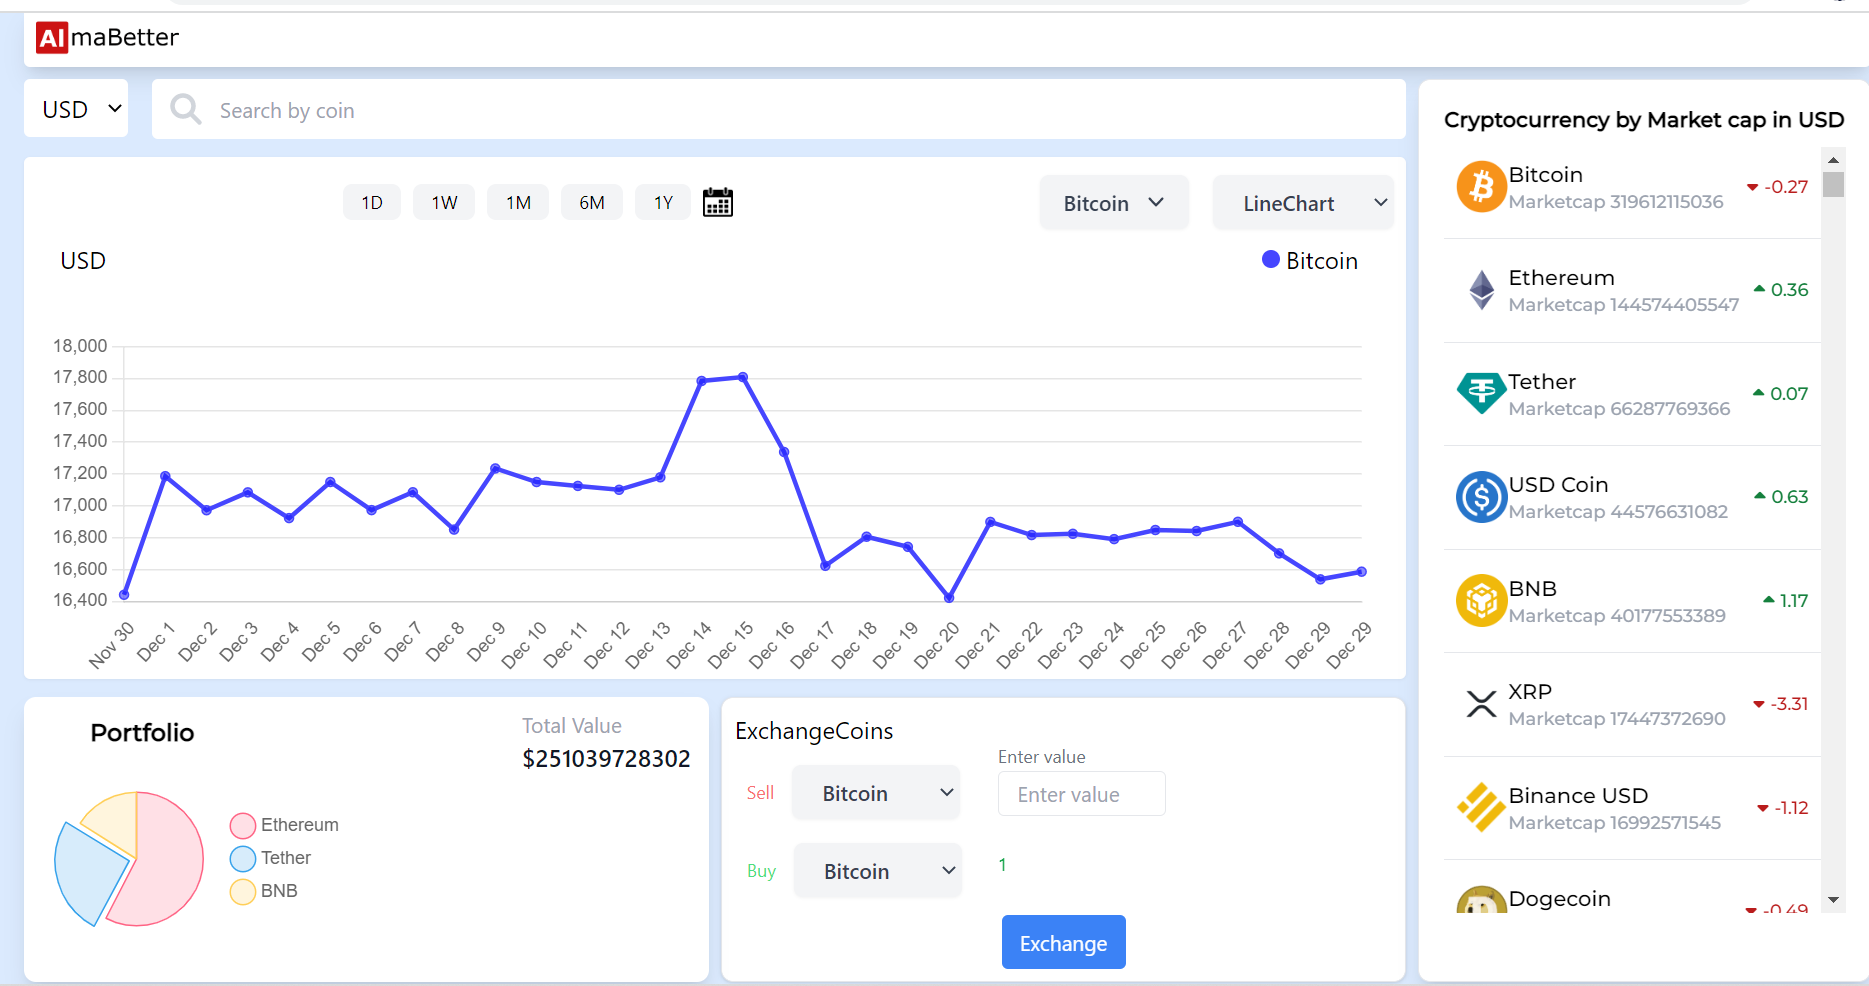 AlmaBetter
USD
Search by coin
1D
1W
1M
6M
1Y
Bitcoin
LineChart
USD
Bitcoin
18,000
17,800
17,600
17,400
17,200
17,000
16,800
16,600
16,400
Nov 30
Dec 1
Dec 2
Dec 3
Dec 4
Dec 5
Dec 6
Dec 7
Dec 8
Dec 9
Dec 10
Dec 11
Dec 12
Dec 13
Dec 14
Dec 15
Dec 16
Dec 17
Dec 18
Dec 19
Dec 20
Dec 21
Dec 22
Dec 23
Dec 24
Dec 25
Dec 26
Dec 27
Dec 28
Dec 29
Dec 29
Portfolio
Total Value
$251039728302
Ethereum
Tether
BNB
ExchangeCoins
Enter value
Sell
Bitcoin
Enter value
Buy
Bitcoin
1
Exchange
Cryptocurrency by Market cap in USD
Bitcoin
Marketcap 319612115036
-0.27
Ethereum
Marketcap 144574405547
0.36
Tether
Marketcap 66287769366
0.07
USD Coin
Marketcap 44576631082
0.63
BNB
Marketcap 40177553389
1.17
XRP
Marketcap 17447372690
-3.31
Binance USD
Marketcap 16992571545
-1.12
Dogecoin
-0.49